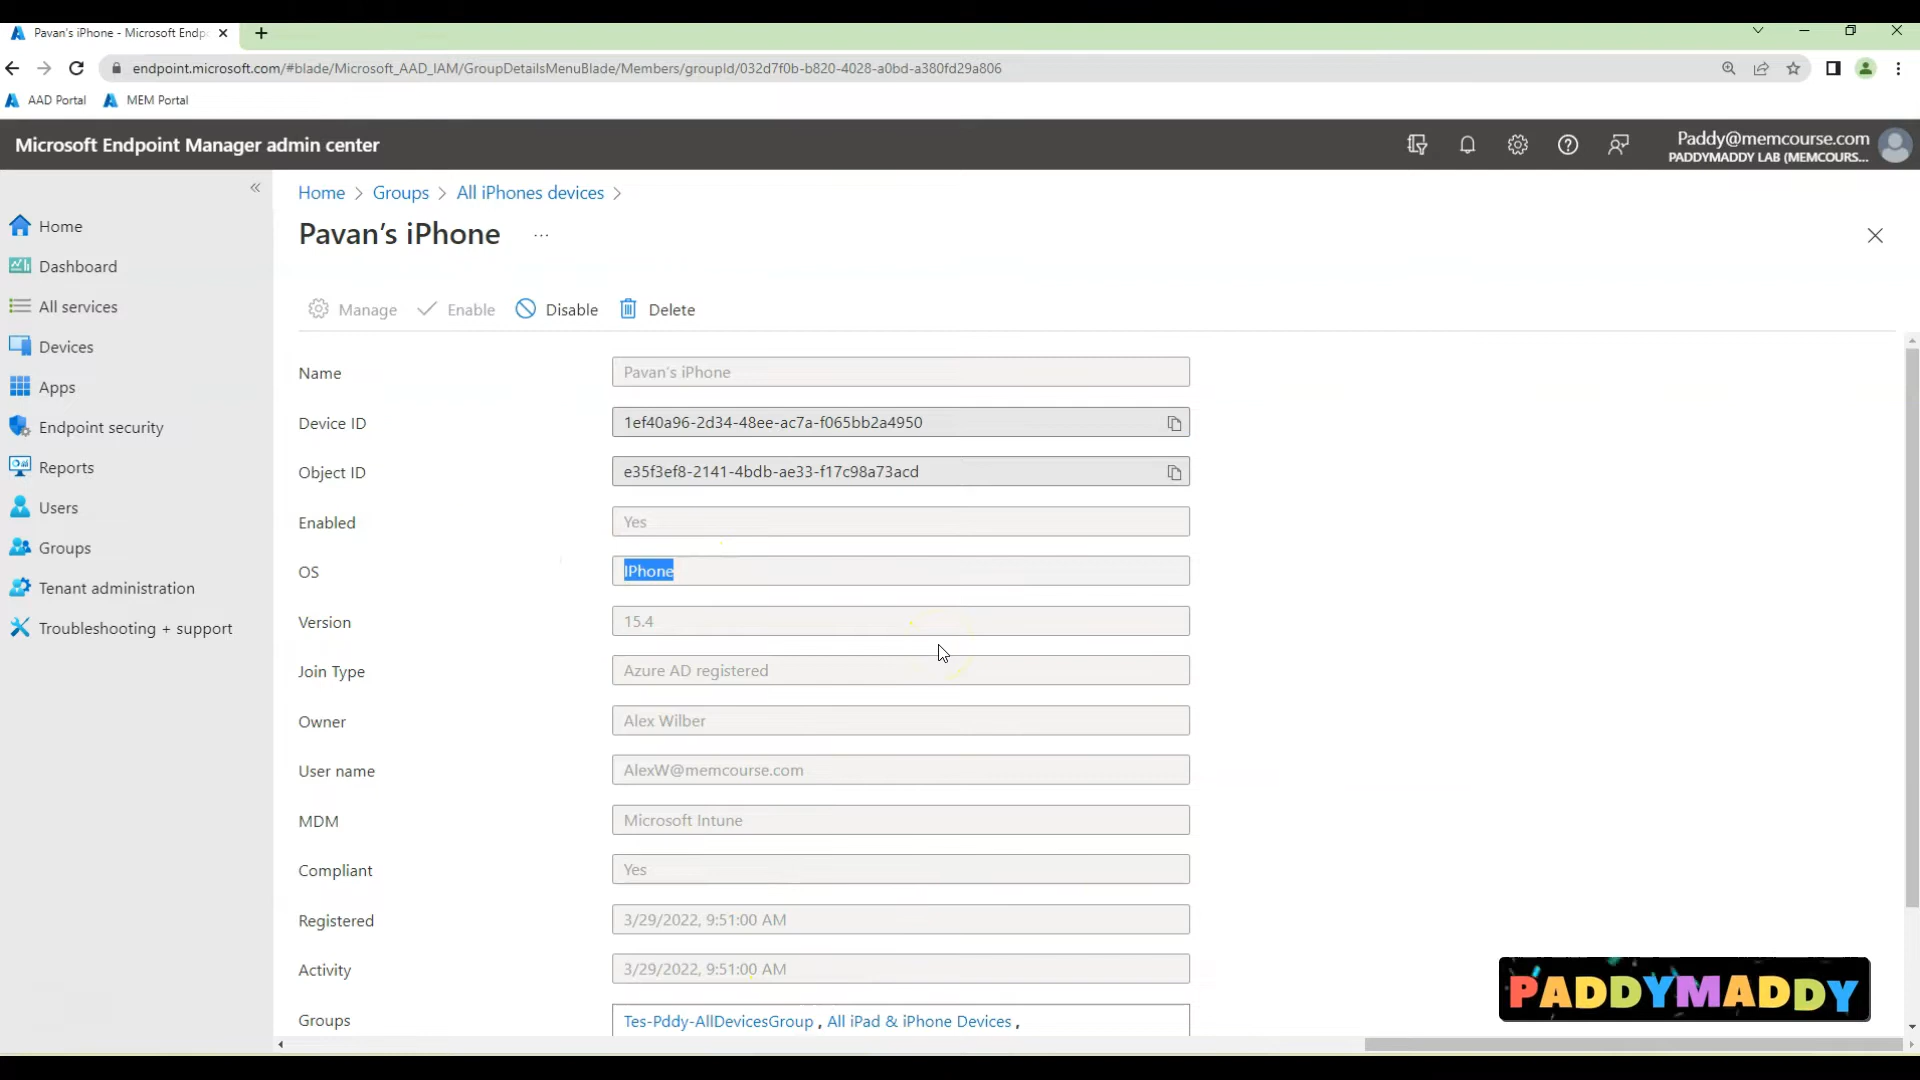 Pavan's iPhone - Microsoft Endp
endpoint.microsoft.com/#blade/Microsoft_AAD_IAM/GroupDetailsMenuBlade/Members/groupId/032d7f0b-b820-4028-a0bd-a380fd29a806
AAD Portal MEM Portal
Microsoft Endpoint Manager admin center
Paddy@memcourse.com
PADDYMADDY LAB (MEMCOURS...
Home > Groups > All iPhones devices >
Pavan's iPhone ...
Home
Dashboard
All services
Devices
Apps
Endpoint security
Reports
Users
Groups
Tenant administration
Troubleshooting + support
Manage Enable Disable Delete
Name Pavan's iPhone
Device ID 1ef40a96-2d34-48ee-ac7a-f065bb2a4950
Object ID e35f3ef8-2141-4bdb-ae33-f17c98a73acd
Enabled Yes
OS IPhone
Version 15.4
Join Type Azure AD registered
Owner Alex Wilber
User name AlexW@memcourse.com
MDM Microsoft Intune
Compliant Yes
Registered 3/29/2022, 9:51:00 AM
Activity 3/29/2022, 9:51:00 AM
Groups Tes-Pddy-AllDevicesGroup , All iPad & iPhone Devices ,
PADDYMADDY